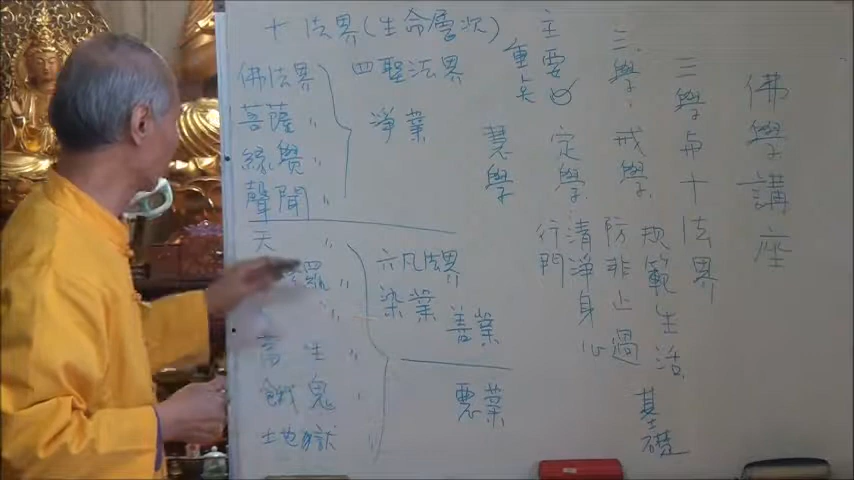 佛學講座
三學與十法界
三學:戒學
規範生活 基礎
防非止過
主要 定學
清淨身心
重點 慧學
行門
十法界(生命層次)
佛法界
菩薩〃
緣覺〃
聲聞〃
四聖法界
淨業
天〃
羅〃
〃
畜生〃
餓鬼〃
地獄
六凡法界
染業
善業
惡業